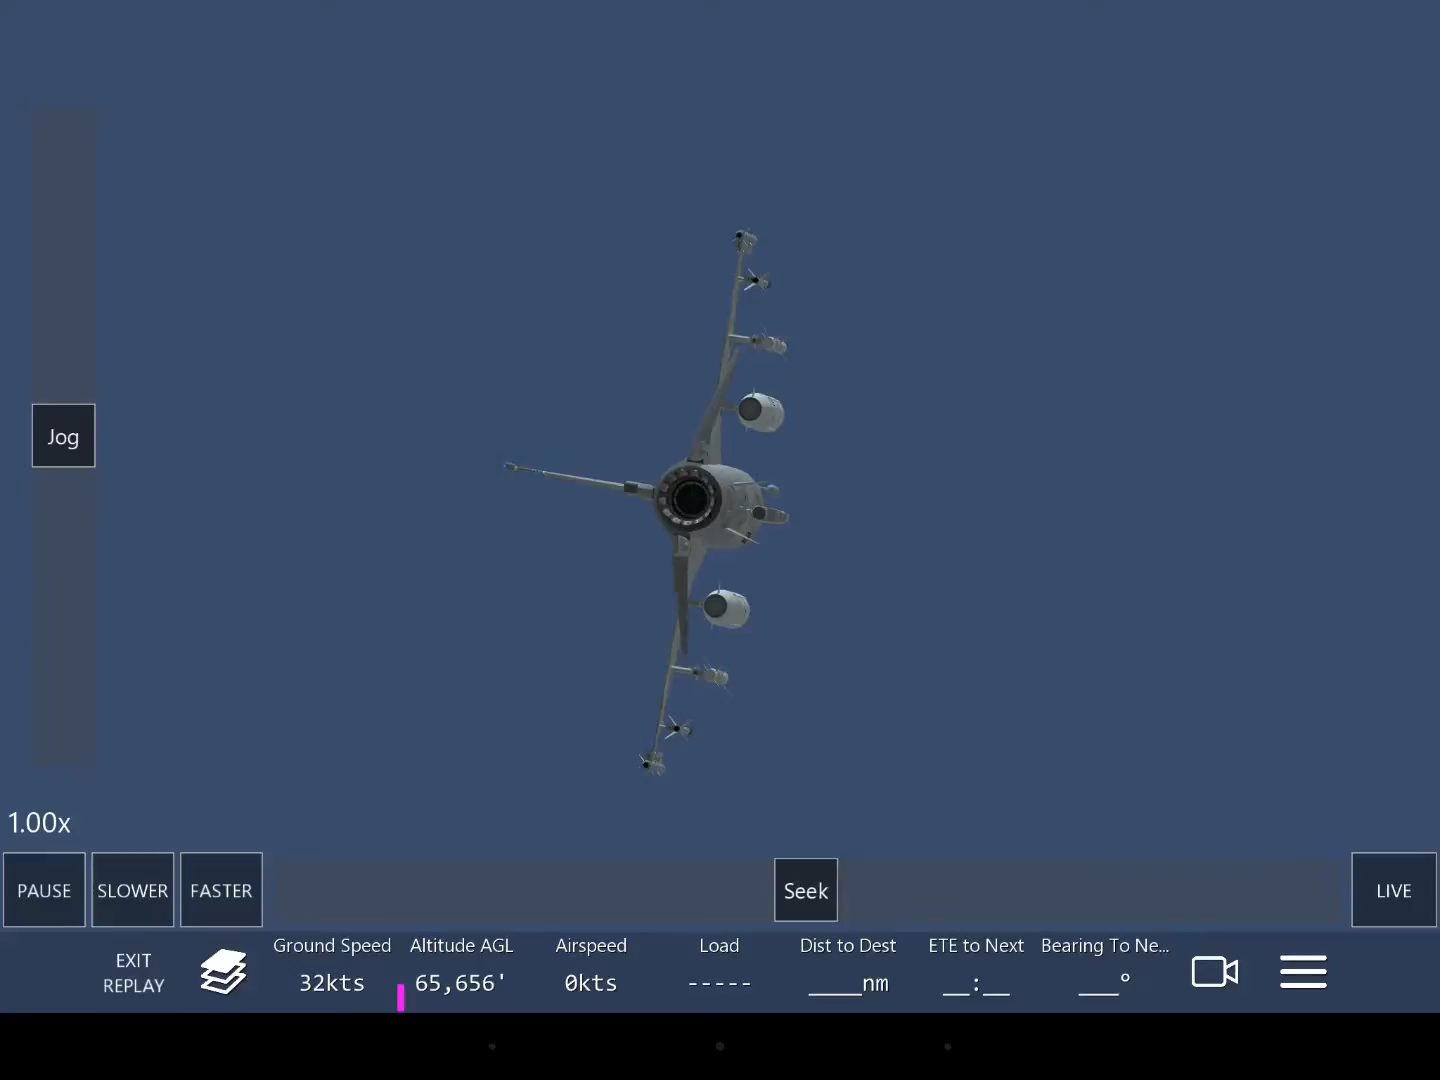 Jog
1.00x
PAUSE SLOWER FASTER Seek LIVE
EXIT REPLAY
Ground Speed Altitude AGL Airspeed Load Dist to Dest ETE to Next Bearing To Ne...
32kts 65,656' 0kts ----- ____nm __:__ ___°